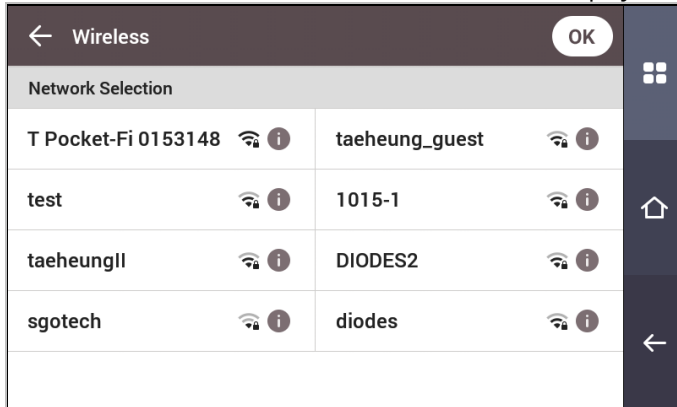 Wireless
OK
Network Selection
T Pocket-Fi 0153148
taeheung_guest
test
1015-1
taeheungII
DIODES2
sgotech
diodes